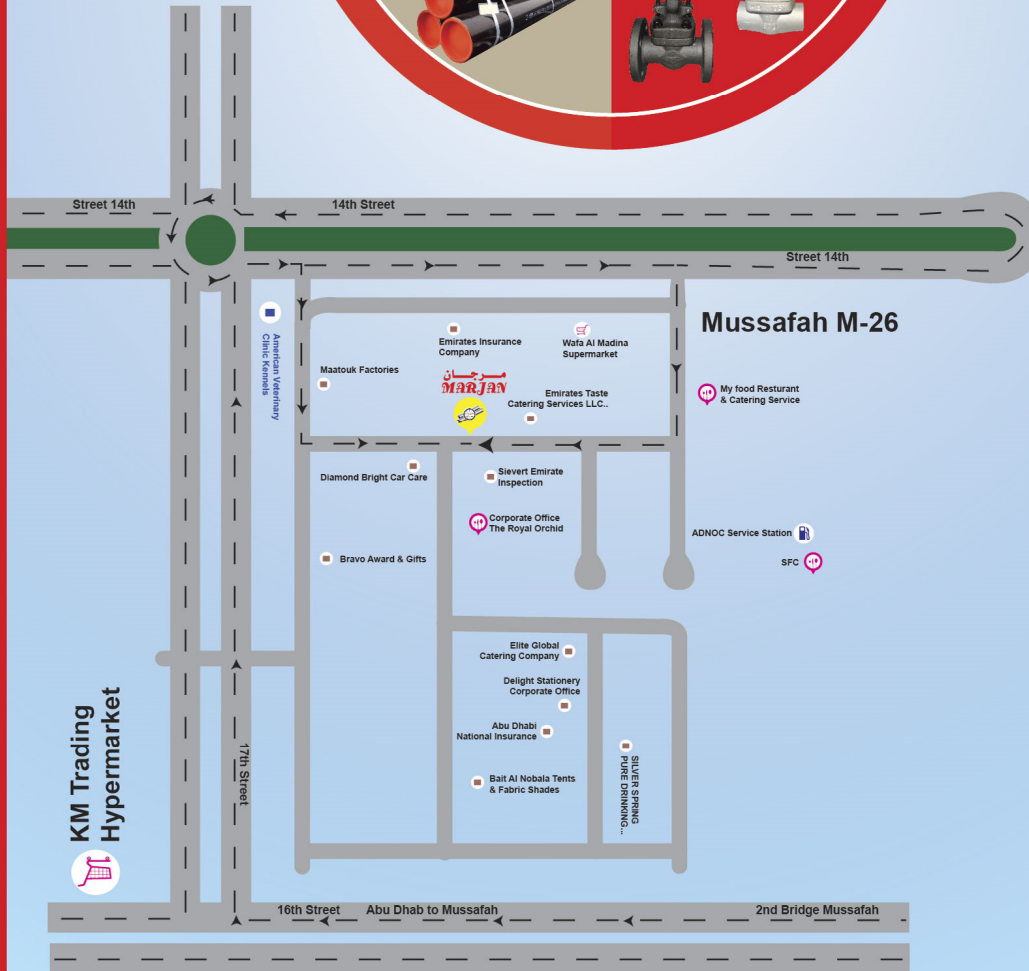 Street 14th
14th Street
Street 14th
Mussafah M-26
American Veterinary
Clinic Kennels
Emirates Insurance
Company
Wafa Al Madina
Supermarket
Maatouk Factories
مرجان
MARJAN
Emirates Taste
Catering Services LLC..
My food Resturant
& Catering Service
Diamond Bright Car Care
Sievert Emirate
Inspection
Corporate Office
The Royal Orchid
ADNOC Service Station
SFC
Bravo Award & Gifts
Elite Global
Catering Company
Delight Stationery
Corporate Office
Abu Dhabi
National Insurance
Bait Al Nobala Tents
& Fabric Shades
SILVER SPRING
PURE DRINKING...
KM Trading
Hypermarket
17th Street
16th Street
Abu Dhab to Mussafah
2nd Bridge Mussafah